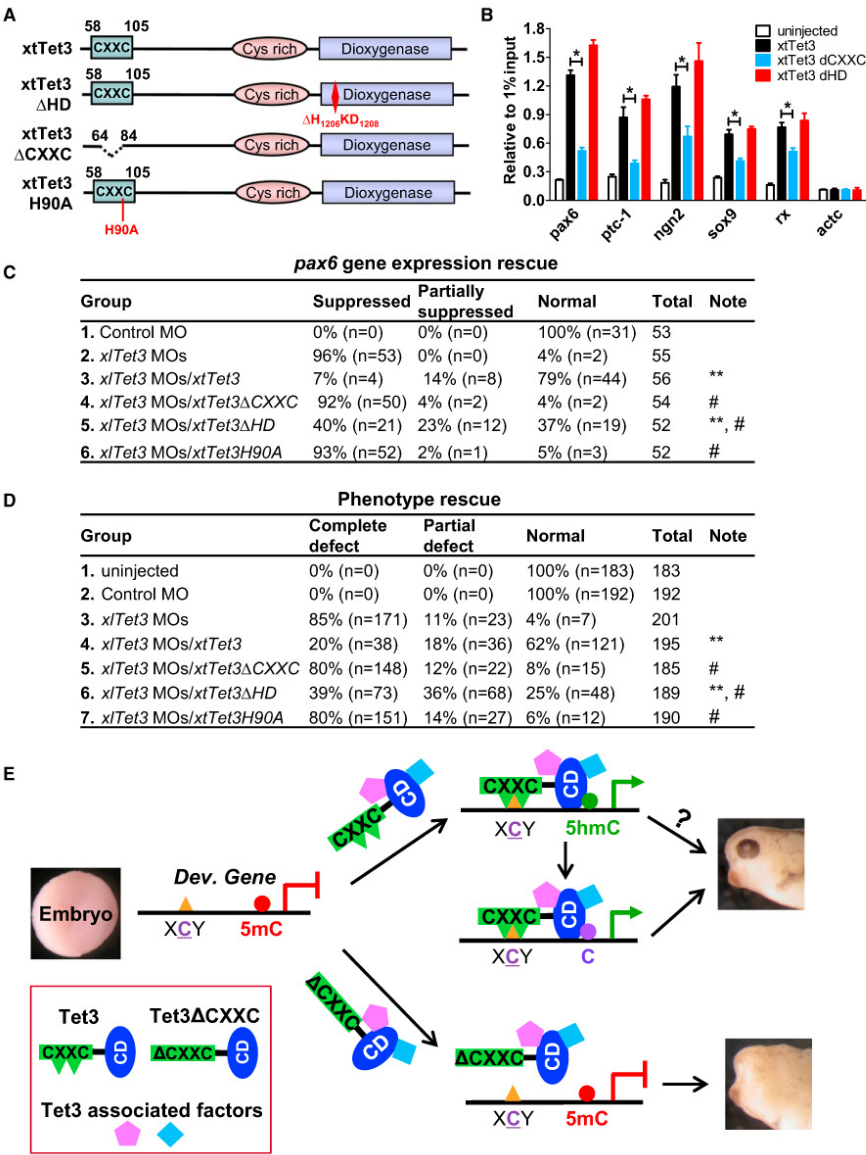 A
58 105
xtTet3 CXXC Cys rich Dioxygenase
58 105
xtTet3 ΔHD CXXC Cys rich Dioxygenase
ΔH1206KD1208
64 84
xtTet3 ΔCXXC Cys rich Dioxygenase
58 105
xtTet3 H90A CXXC Cys rich Dioxygenase
H90A
B
uninjected
xtTet3
xtTet3 dCXXC
xtTet3 dHD
Relative to 1% input
1.8
1.5
1.2
0.9
0.6
0.3
0.0
* * * * *
pax6 ptc-1 ngn2 sox9 rx actc
C
pax6 gene expression rescue
Group Suppressed Partially suppressed Normal Total Note
1. Control MO 0% (n=0) 0% (n=0) 100% (n=31) 53
2. xlTet3 MOs 96% (n=53) 0% (n=0) 4% (n=2) 55
3. xlTet3 MOs/xtTet3 7% (n=4) 14% (n=8) 79% (n=44) 56 **
4. xlTet3 MOs/xtTet3ΔCXXC 92% (n=50) 4% (n=2) 4% (n=2) 54 #
5. xlTet3 MOs/xtTet3ΔHD 40% (n=21) 23% (n=12) 37% (n=19) 52 **, #
6. xlTet3 MOs/xtTet3H90A 93% (n=52) 2% (n=1) 5% (n=3) 52 #
D
Phenotype rescue
Group Complete defect Partial defect Normal Total Note
1. uninjected 0% (n=0) 0% (n=0) 100% (n=183) 183
2. Control MO 0% (n=0) 0% (n=0) 100% (n=192) 192
3. xlTet3 MOs 85% (n=171) 11% (n=23) 4% (n=7) 201
4. xlTet3 MOs/xtTet3 20% (n=38) 18% (n=36) 62% (n=121) 195 **
5. xlTet3 MOs/xtTet3ΔCXXC 80% (n=148) 12% (n=22) 8% (n=15) 185 #
6. xlTet3 MOs/xtTet3ΔHD 39% (n=73) 36% (n=68) 25% (n=48) 189 **, #
7. xlTet3 MOs/xtTet3H90A 80% (n=151) 14% (n=27) 6% (n=12) 190 #
E
CXXC CD
CXXC CD
XCY 5hmC
?
Embryo
Dev. Gene
XCY 5mC
CXXC CD
XCY C
ΔCXXC CD
ΔCXXC CD
XCY 5mC
Tet3 Tet3ΔCXXC
CXXC CD ΔCXXC CD
Tet3 associated factors